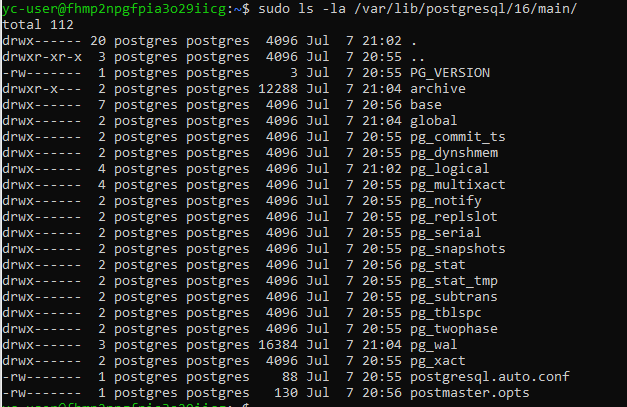 yc-user@fhmp2npgfpia3o29iicg:~$ sudo ls -la /var/lib/postgresql/16/main/
total 112
drwx------ 20 postgres postgres  4096 Jul  7 21:02 .
drwxr-xr-x  3 postgres postgres  4096 Jul  7 20:55 ..
-rw-------  1 postgres postgres     3 Jul  7 20:55 PG_VERSION
drwxr-x---  2 postgres postgres 12288 Jul  7 21:04 archive
drwx------  7 postgres postgres  4096 Jul  7 20:56 base
drwx------  2 postgres postgres  4096 Jul  7 21:04 global
drwx------  2 postgres postgres  4096 Jul  7 20:55 pg_commit_ts
drwx------  2 postgres postgres  4096 Jul  7 20:55 pg_dynshmem
drwx------  4 postgres postgres  4096 Jul  7 21:02 pg_logical
drwx------  4 postgres postgres  4096 Jul  7 20:55 pg_multixact
drwx------  2 postgres postgres  4096 Jul  7 20:55 pg_notify
drwx------  2 postgres postgres  4096 Jul  7 20:55 pg_replslot
drwx------  2 postgres postgres  4096 Jul  7 20:55 pg_serial
drwx------  2 postgres postgres  4096 Jul  7 20:55 pg_snapshots
drwx------  2 postgres postgres  4096 Jul  7 20:56 pg_stat
drwx------  2 postgres postgres  4096 Jul  7 20:55 pg_stat_tmp
drwx------  2 postgres postgres  4096 Jul  7 20:55 pg_subtrans
drwx------  2 postgres postgres  4096 Jul  7 20:55 pg_tblspc
drwx------  2 postgres postgres  4096 Jul  7 20:55 pg_twophase
drwx------  3 postgres postgres 16384 Jul  7 21:04 pg_wal
drwx------  2 postgres postgres  4096 Jul  7 20:55 pg_xact
-rw-------  1 postgres postgres    88 Jul  7 20:55 postgresql.auto.conf
-rw-------  1 postgres postgres   130 Jul  7 20:56 postmaster.opts
yc-user@fhmp2npgfpia3o29iicg:~$